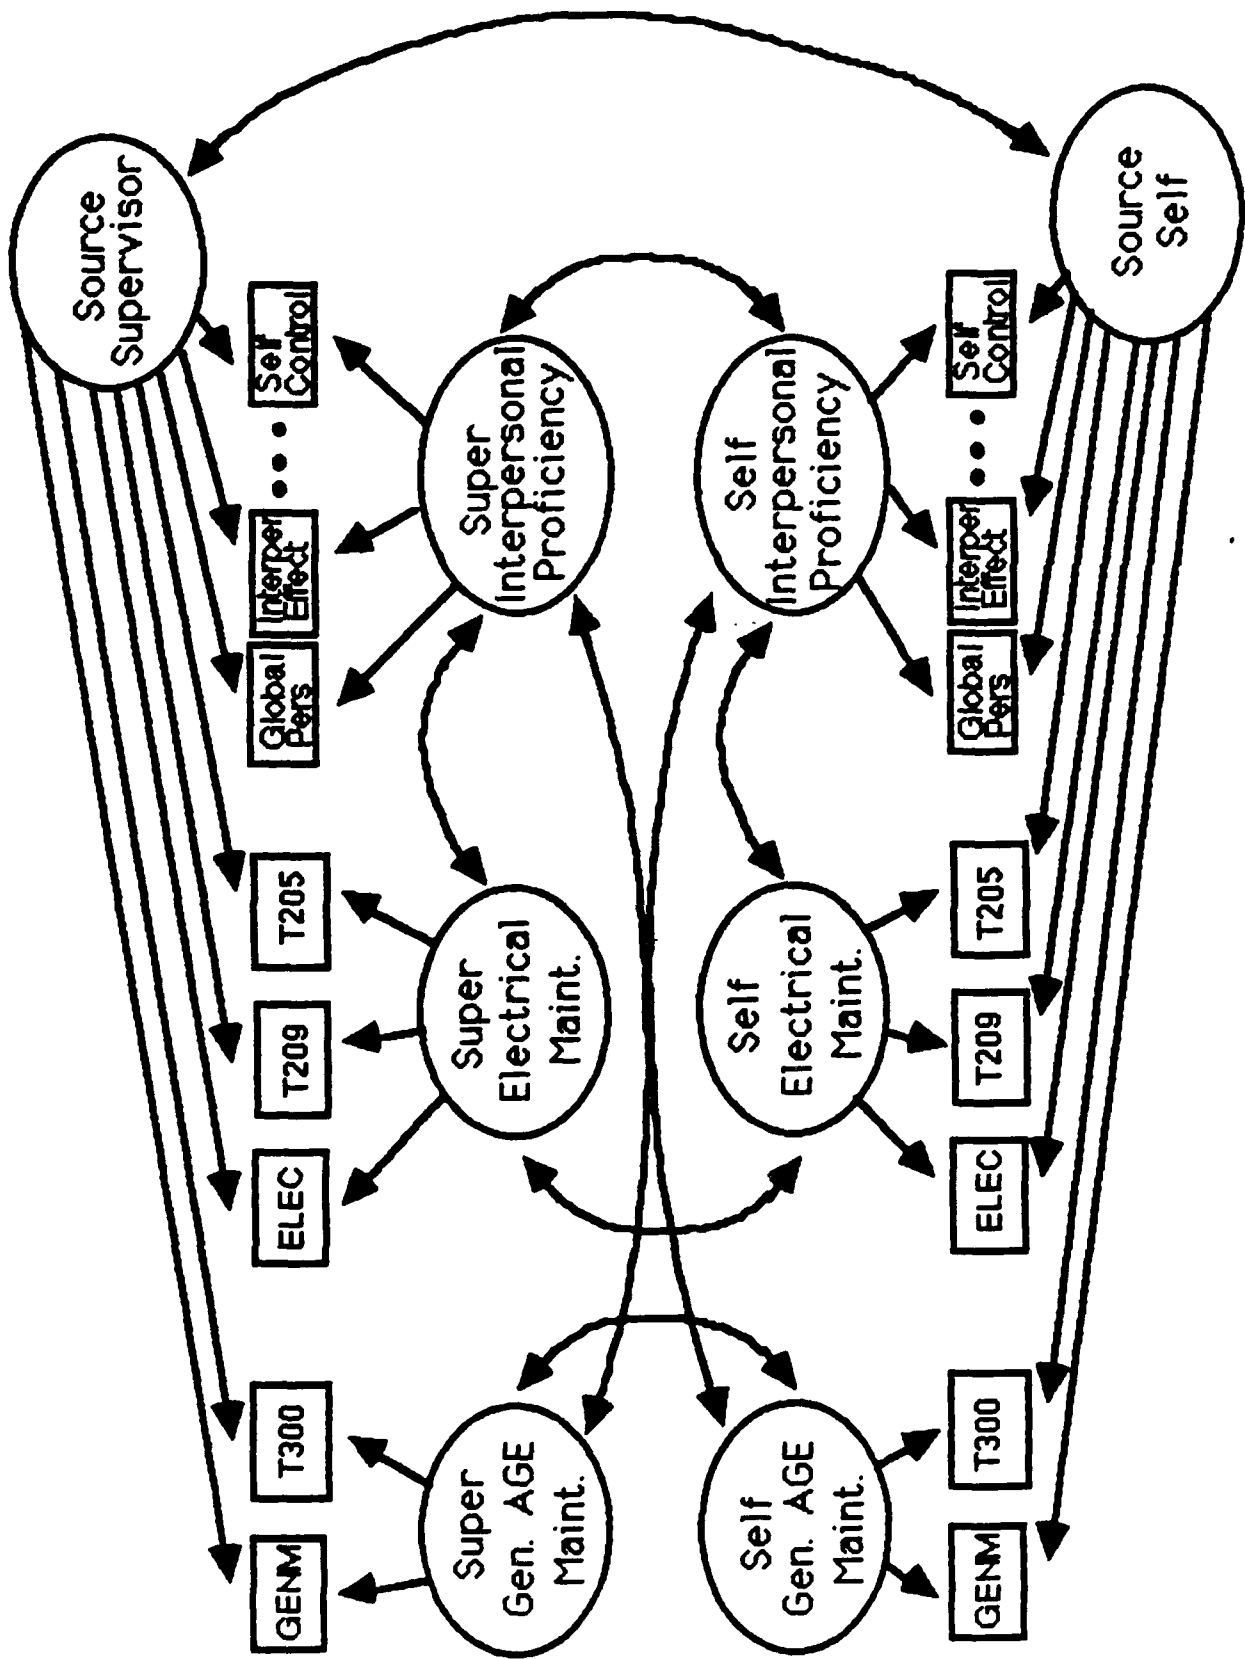 Source
Supervisor
GENM
T300
ELEC
T209
T205
Global
Pers
Interper
Effect
Self
Control
Super
Gen. AGE
Maint.
Super
Electrical
Maint.
Super
Interpersonal
Proficiency
Self
Gen. AGE
Maint.
Self
Electrical
Maint.
Self
Interpersonal
Proficiency
GENM
T300
ELEC
T209
T205
Global
Pers
Interper
Effect
Self
Control
Source
Self